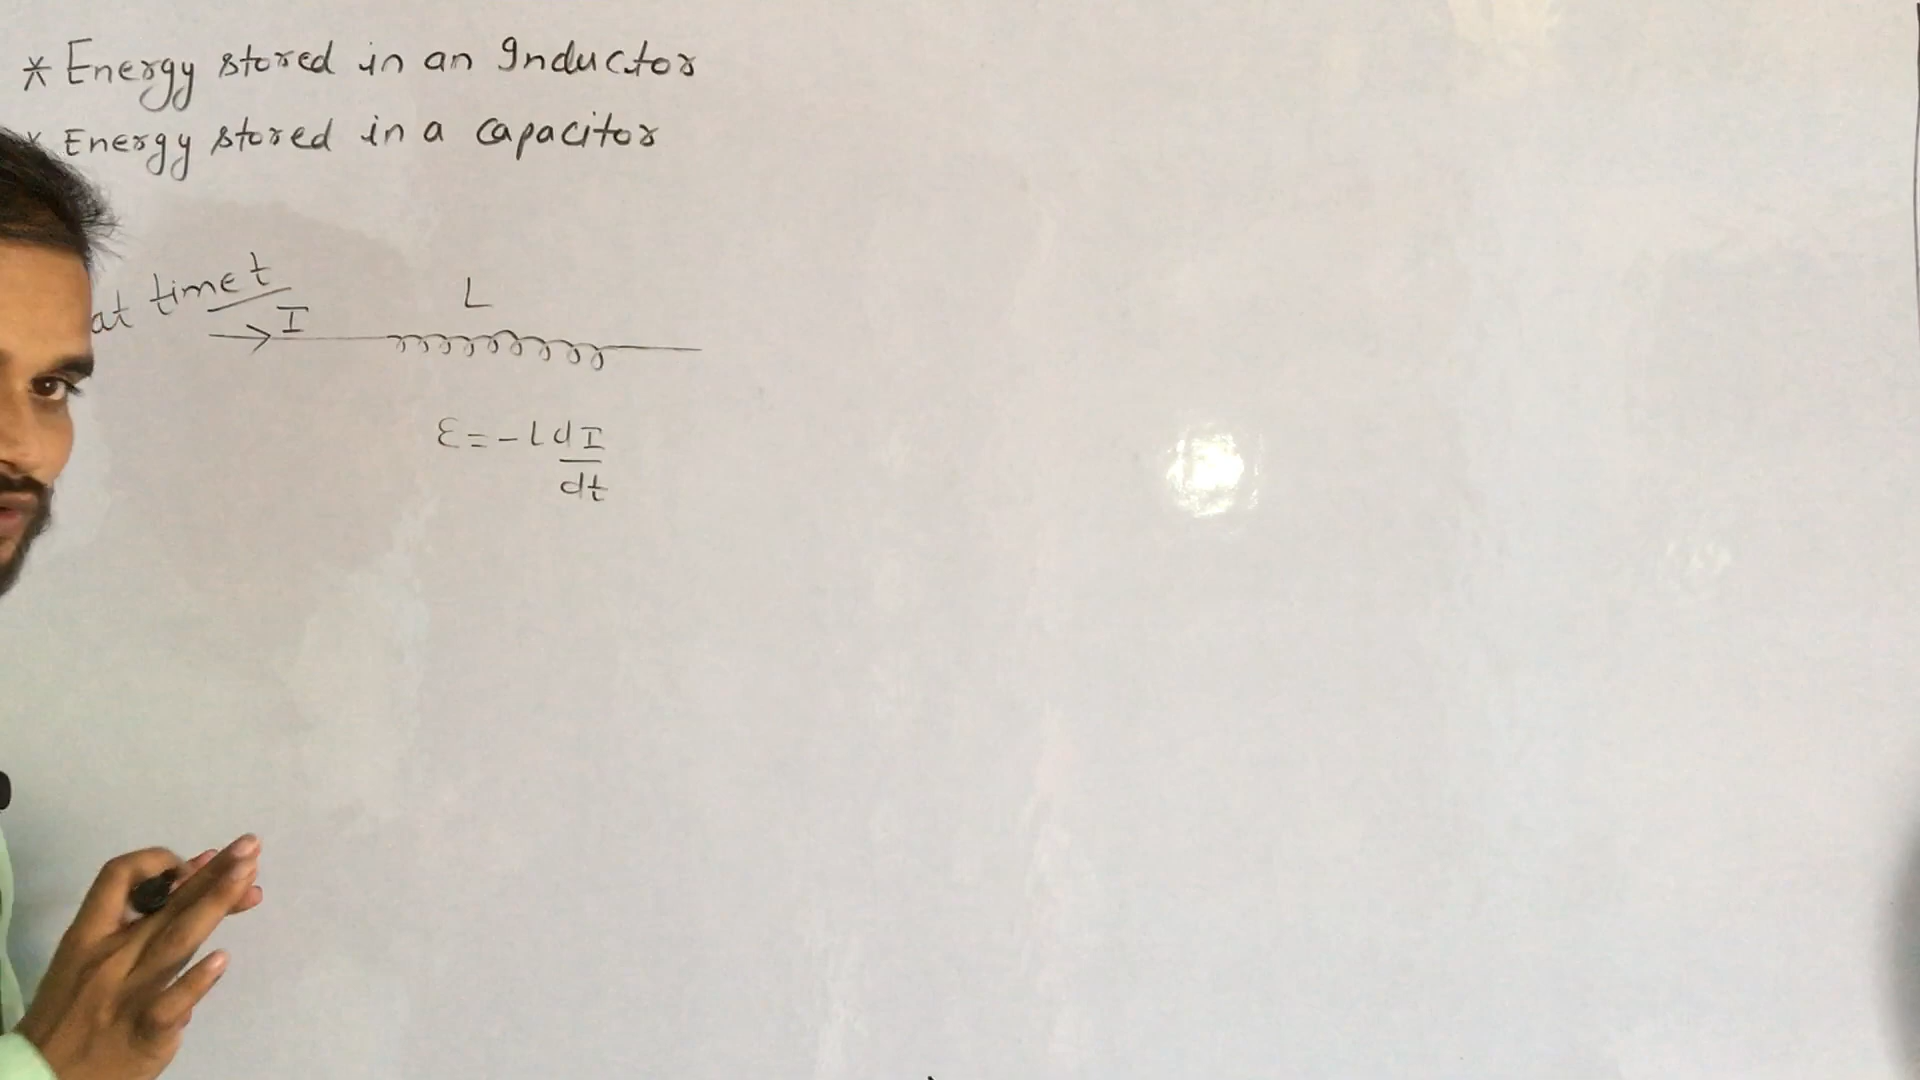 * Energy stored in an Inductor
* Energy stored in a capacitor
at time t
I
L
ε = - L dI
dt